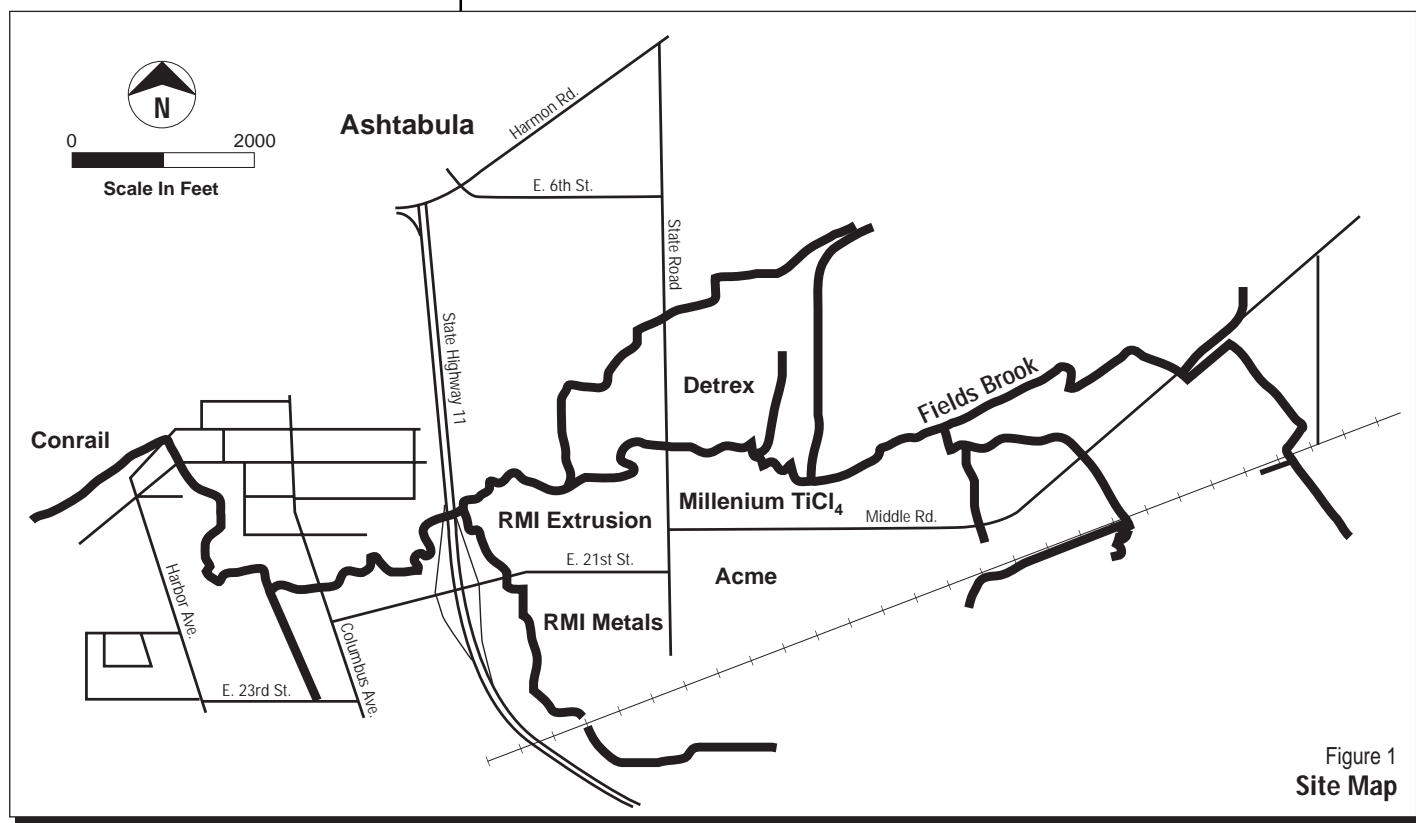 N
0 2000
Scale In Feet
Ashtabula
Harmon Rd.
E. 6th St.
State Road
State Highway 11
Detrex
Fields Brook
Conrail
RMI Extrusion
Millenium TiCl₄
Middle Rd.
E. 21st St.
Acme
Harbor Ave.
RMI Metals
Columbus Ave.
E. 23rd St.
Figure 1
Site Map